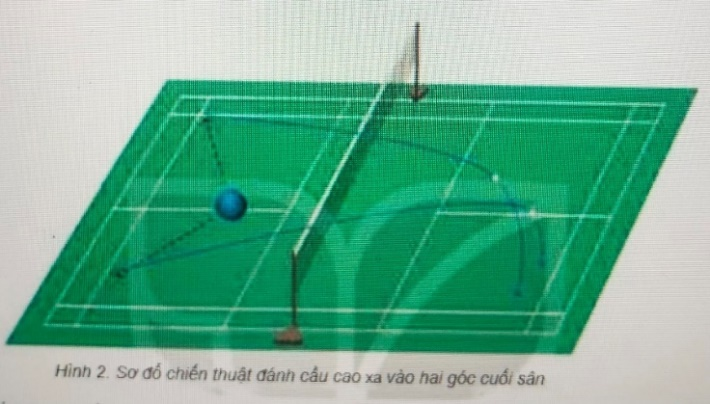 Hình 2. Sơ đồ chiến thuật đánh cầu cao xa vào hai góc cuối sân